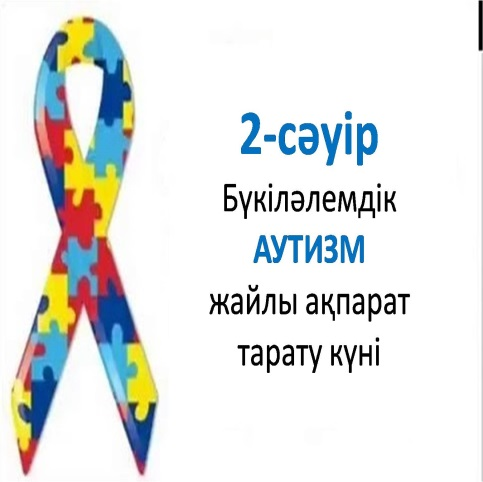 2-сәуір
Бүкіләлемдік
АУТИЗМ
жайлы ақпарат
тарату күні